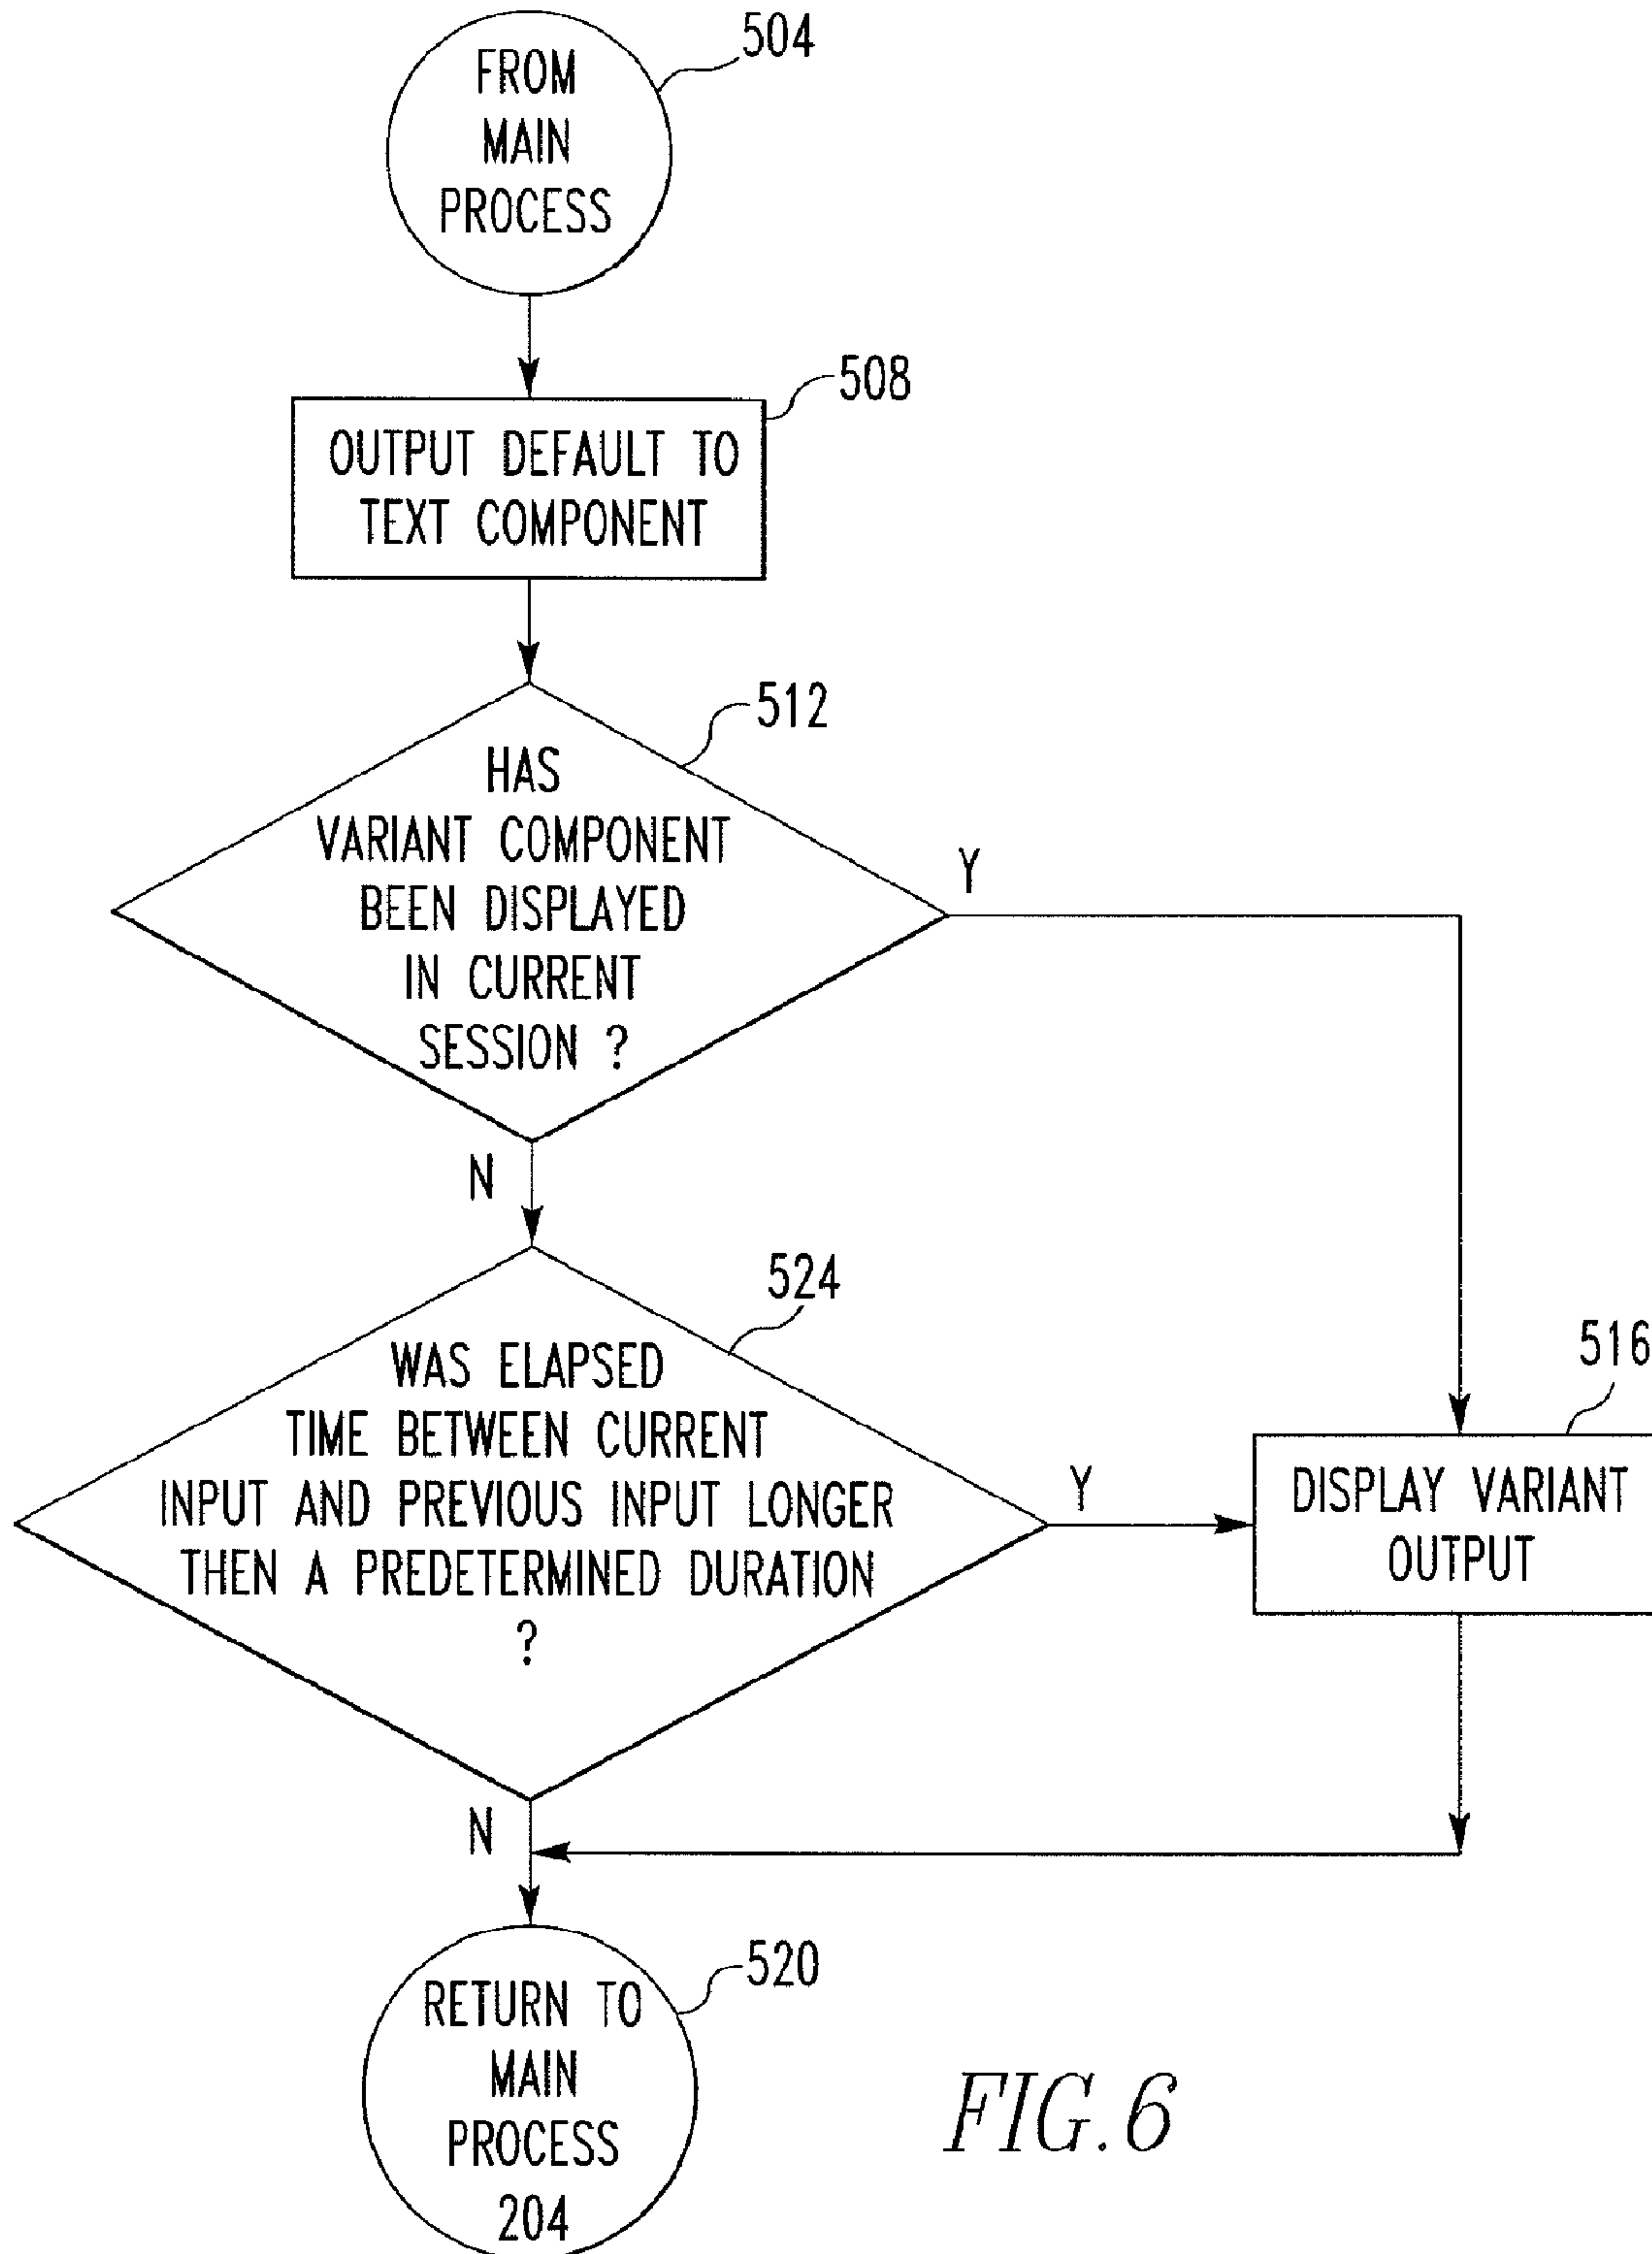 FROM
MAIN
PROCESS
504
OUTPUT DEFAULT TO
TEXT COMPONENT
508
HAS
VARIANT COMPONENT
BEEN DISPLAYED
IN CURRENT
SESSION ?
512
Y
N
WAS ELAPSED
TIME BETWEEN CURRENT
INPUT AND PREVIOUS INPUT LONGER
THEN A PREDETERMINED DURATION
?
524
Y
DISPLAY VARIANT
OUTPUT
516
N
RETURN TO
MAIN
PROCESS
204
520
FIG.6